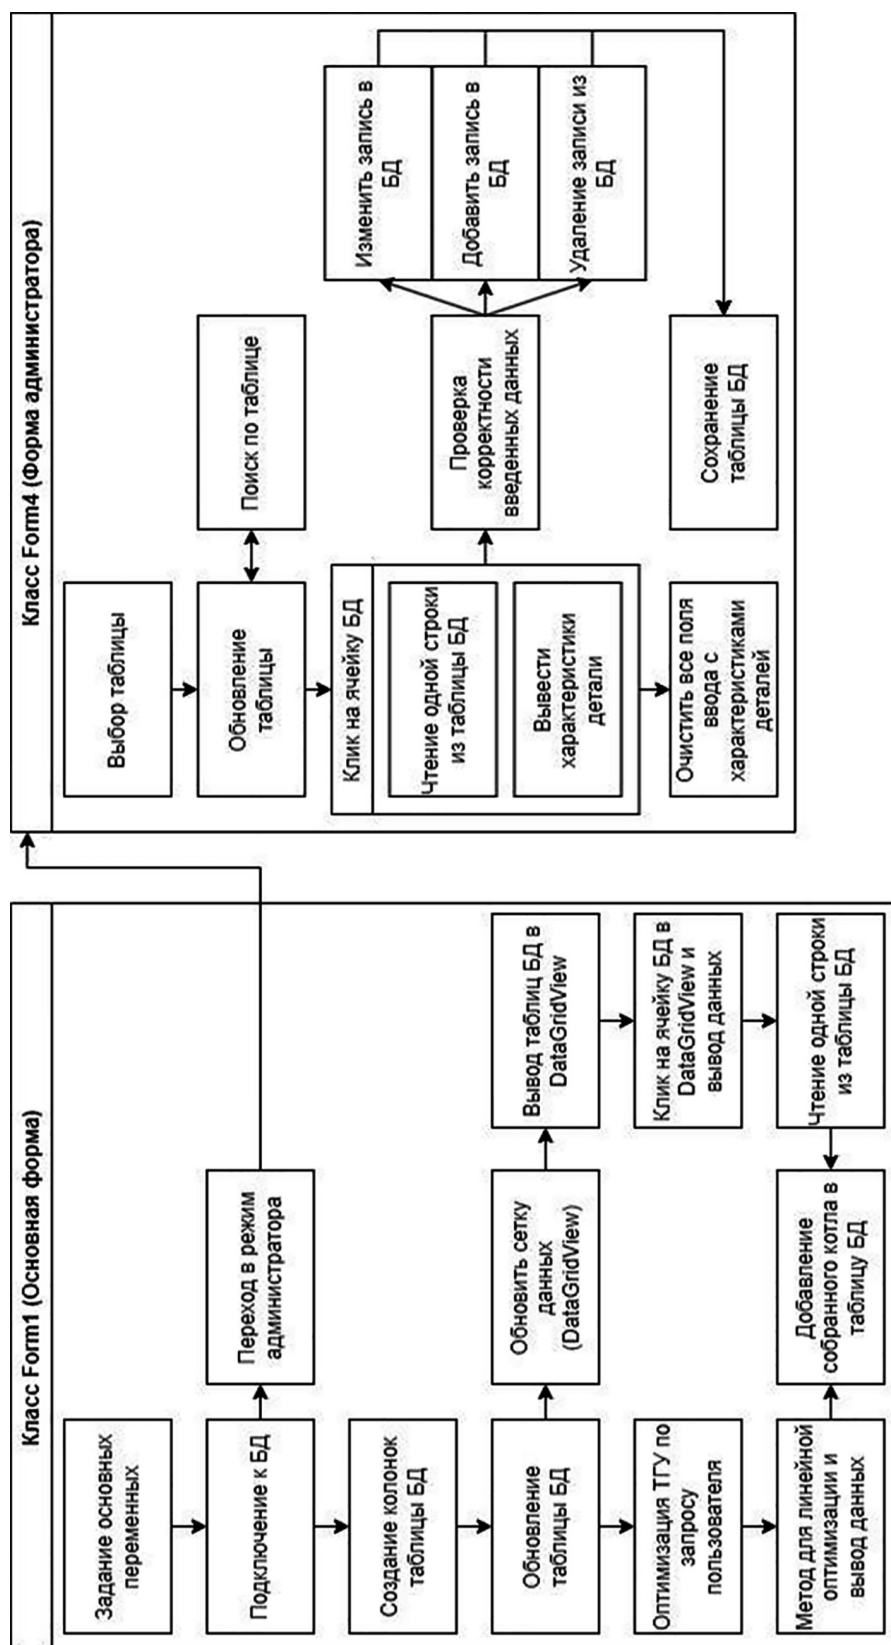 Класс Form1 (Основная форма)
Задание основных
переменных
Подключение к БД
Переход в режим
администратора
Создание колонок
таблицы БД
Обновление
таблицы БД
Обновить сетку
данных
(DataGridView)
Вывод таблиц БД в
DataGridView
Оптимизация ТГУ по
запросу
пользователя
Клик на ячейку БД в
DataGridView и
вывод данных
Метод для линейной
оптимизации и
вывод данных
Добавление
собранного котла в
таблицу БД
Чтение одной строки
из таблицы БД
Класс Form4 (Форма администратора)
Выбор таблицы
Обновление
таблицы
Поиск по таблице
Клик на ячейку БД
Чтение одной строки
из таблицы БД
Вывести
характеристики
детали
Проверка
корректности
введенных данных
Изменить запись в
БД
Добавить запись в
БД
Удаление записи из
БД
Очистить все поля
ввода с
характеристиками
деталей
Сохранение
таблицы БД